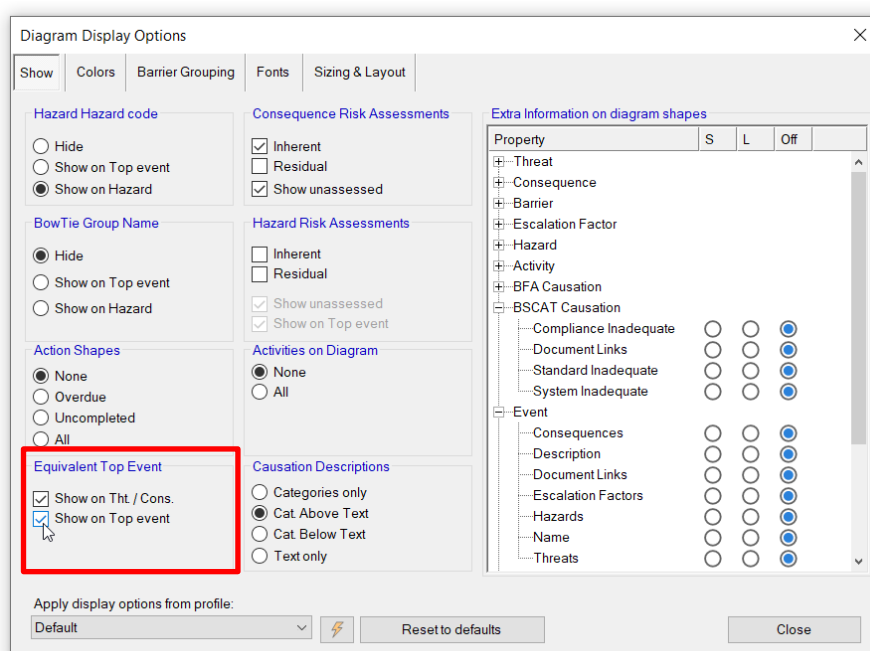 Diagram Display Options
Show
Colors
Barrier Grouping
Fonts
Sizing & Layout
Hazard Hazard code
Hide
Show on Top event
Show on Hazard
BowTie Group Name
Hide
Show on Top event
Show on Hazard
Action Shapes
None
Overdue
Uncompleted
All
Equivalent Top Event
Show on Tht. / Cons.
Show on Top event
Consequence Risk Assessments
Inherent
Residual
Show unassessed
Hazard Risk Assessments
Inherent
Residual
Show unassessed
Show on Top event
Activities on Diagram
None
All
Causation Descriptions
Categories only
Cat. Above Text
Cat. Below Text
Text only
Extra Information on diagram shapes
Property S L Off
Threat
Consequence
Barrier
Escalation Factor
Hazard
Activity
BFA Causation
BSCAT Causation
Compliance Inadequate
Document Links
Standard Inadequate
System Inadequate
Event
Consequences
Description
Document Links
Escalation Factors
Hazards
Name
Threats
Apply display options from profile:
Default
Reset to defaults
Close